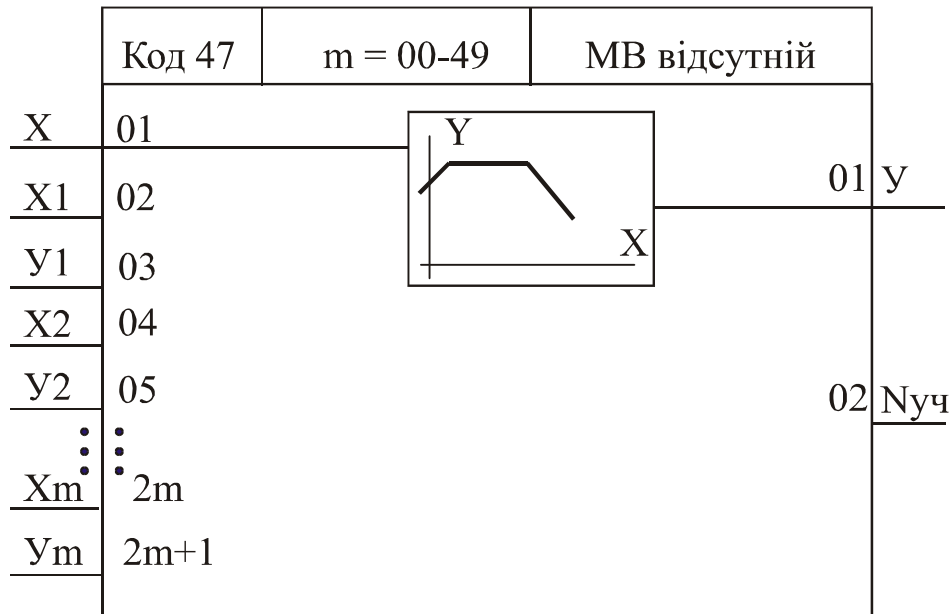 Код 47 m = 00-49 МВ відсутній
X 01 Y
X1 02 01 У
У1 03 X
X2 04
У2 05 02 Nуч
Xm 2m
Уm 2m+1